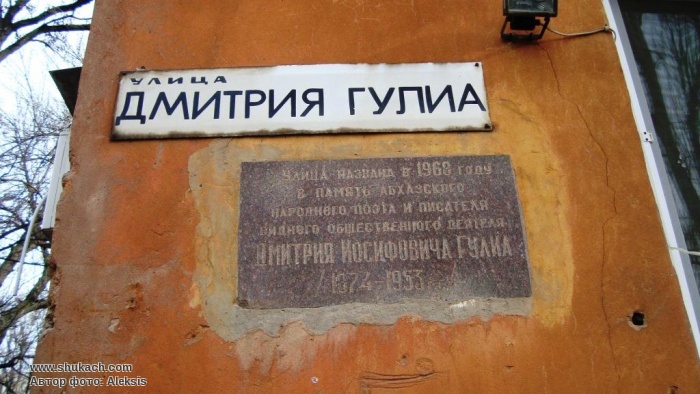 УЛИЦА
ДМИТРИЯ ГУЛИА
УЛИЦА НАЗВАНА В 1968 ГОДУ
В ПАМЯТЬ АБХАЗСКОГО
НАРОДНОГО ПОЭТА И ПИСАТЕЛЯ
ВИДНОГО ОБЩЕСТВЕННОГО ДЕЯТЕЛЯ
ДМИТРИЯ ИОСИФОВИЧА ГУЛИА
/1874-1953 /
www.shukach.com
Автор фото: Aleksis